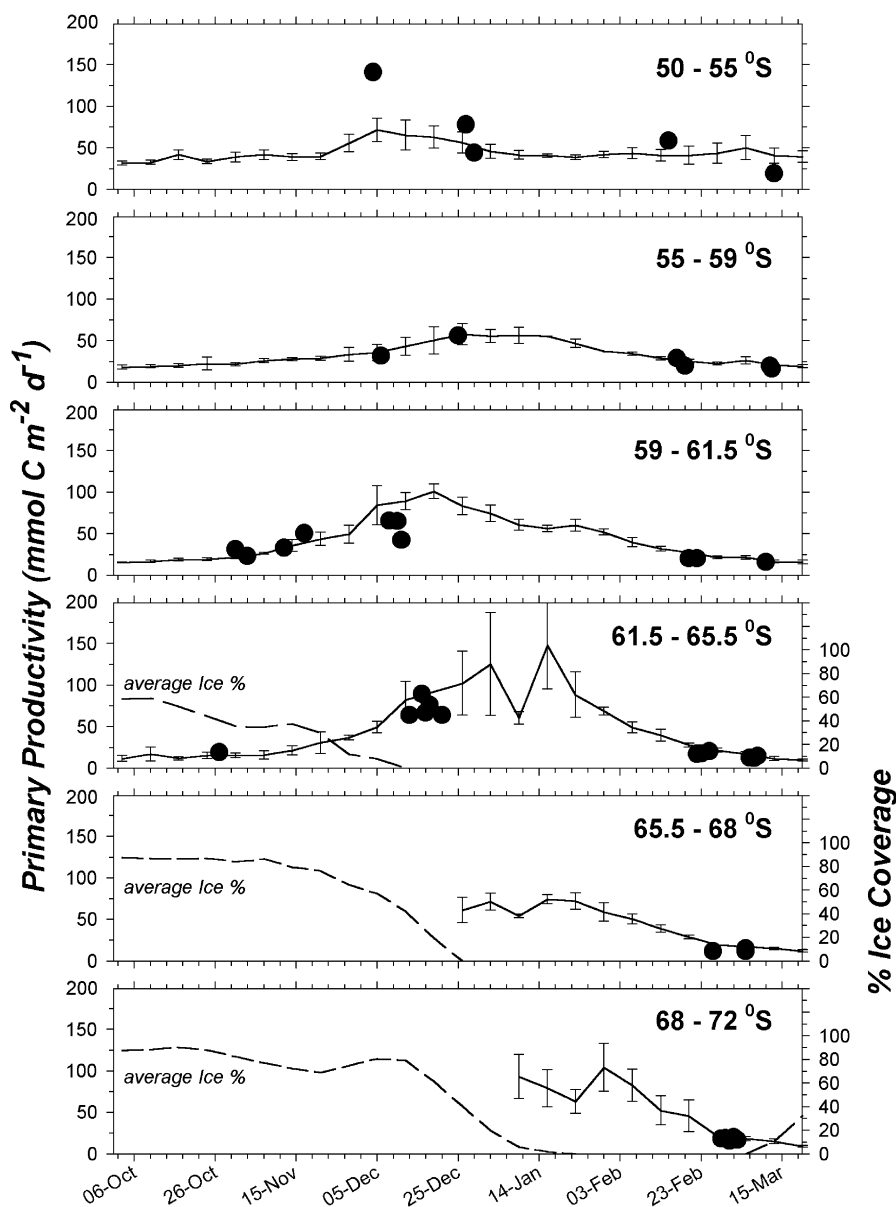 Primary Productivity (mmol C m⁻² d⁻¹)
% Ice Coverage
200
150
100
50
0
50 - 55 ⁰S
200
150
100
50
0
55 - 59 ⁰S
200
150
100
50
0
59 - 61.5 ⁰S
200
150
100
50
0
average Ice %
61.5 - 65.5 ⁰S
100
80
60
40
20
0
200
150
100
50
0
average Ice %
65.5 - 68 ⁰S
100
80
60
40
20
0
200
150
100
50
0
average Ice %
68 - 72 ⁰S
100
80
60
40
20
0
06-Oct
26-Oct
15-Nov
05-Dec
25-Dec
14-Jan
03-Feb
23-Feb
15-Mar